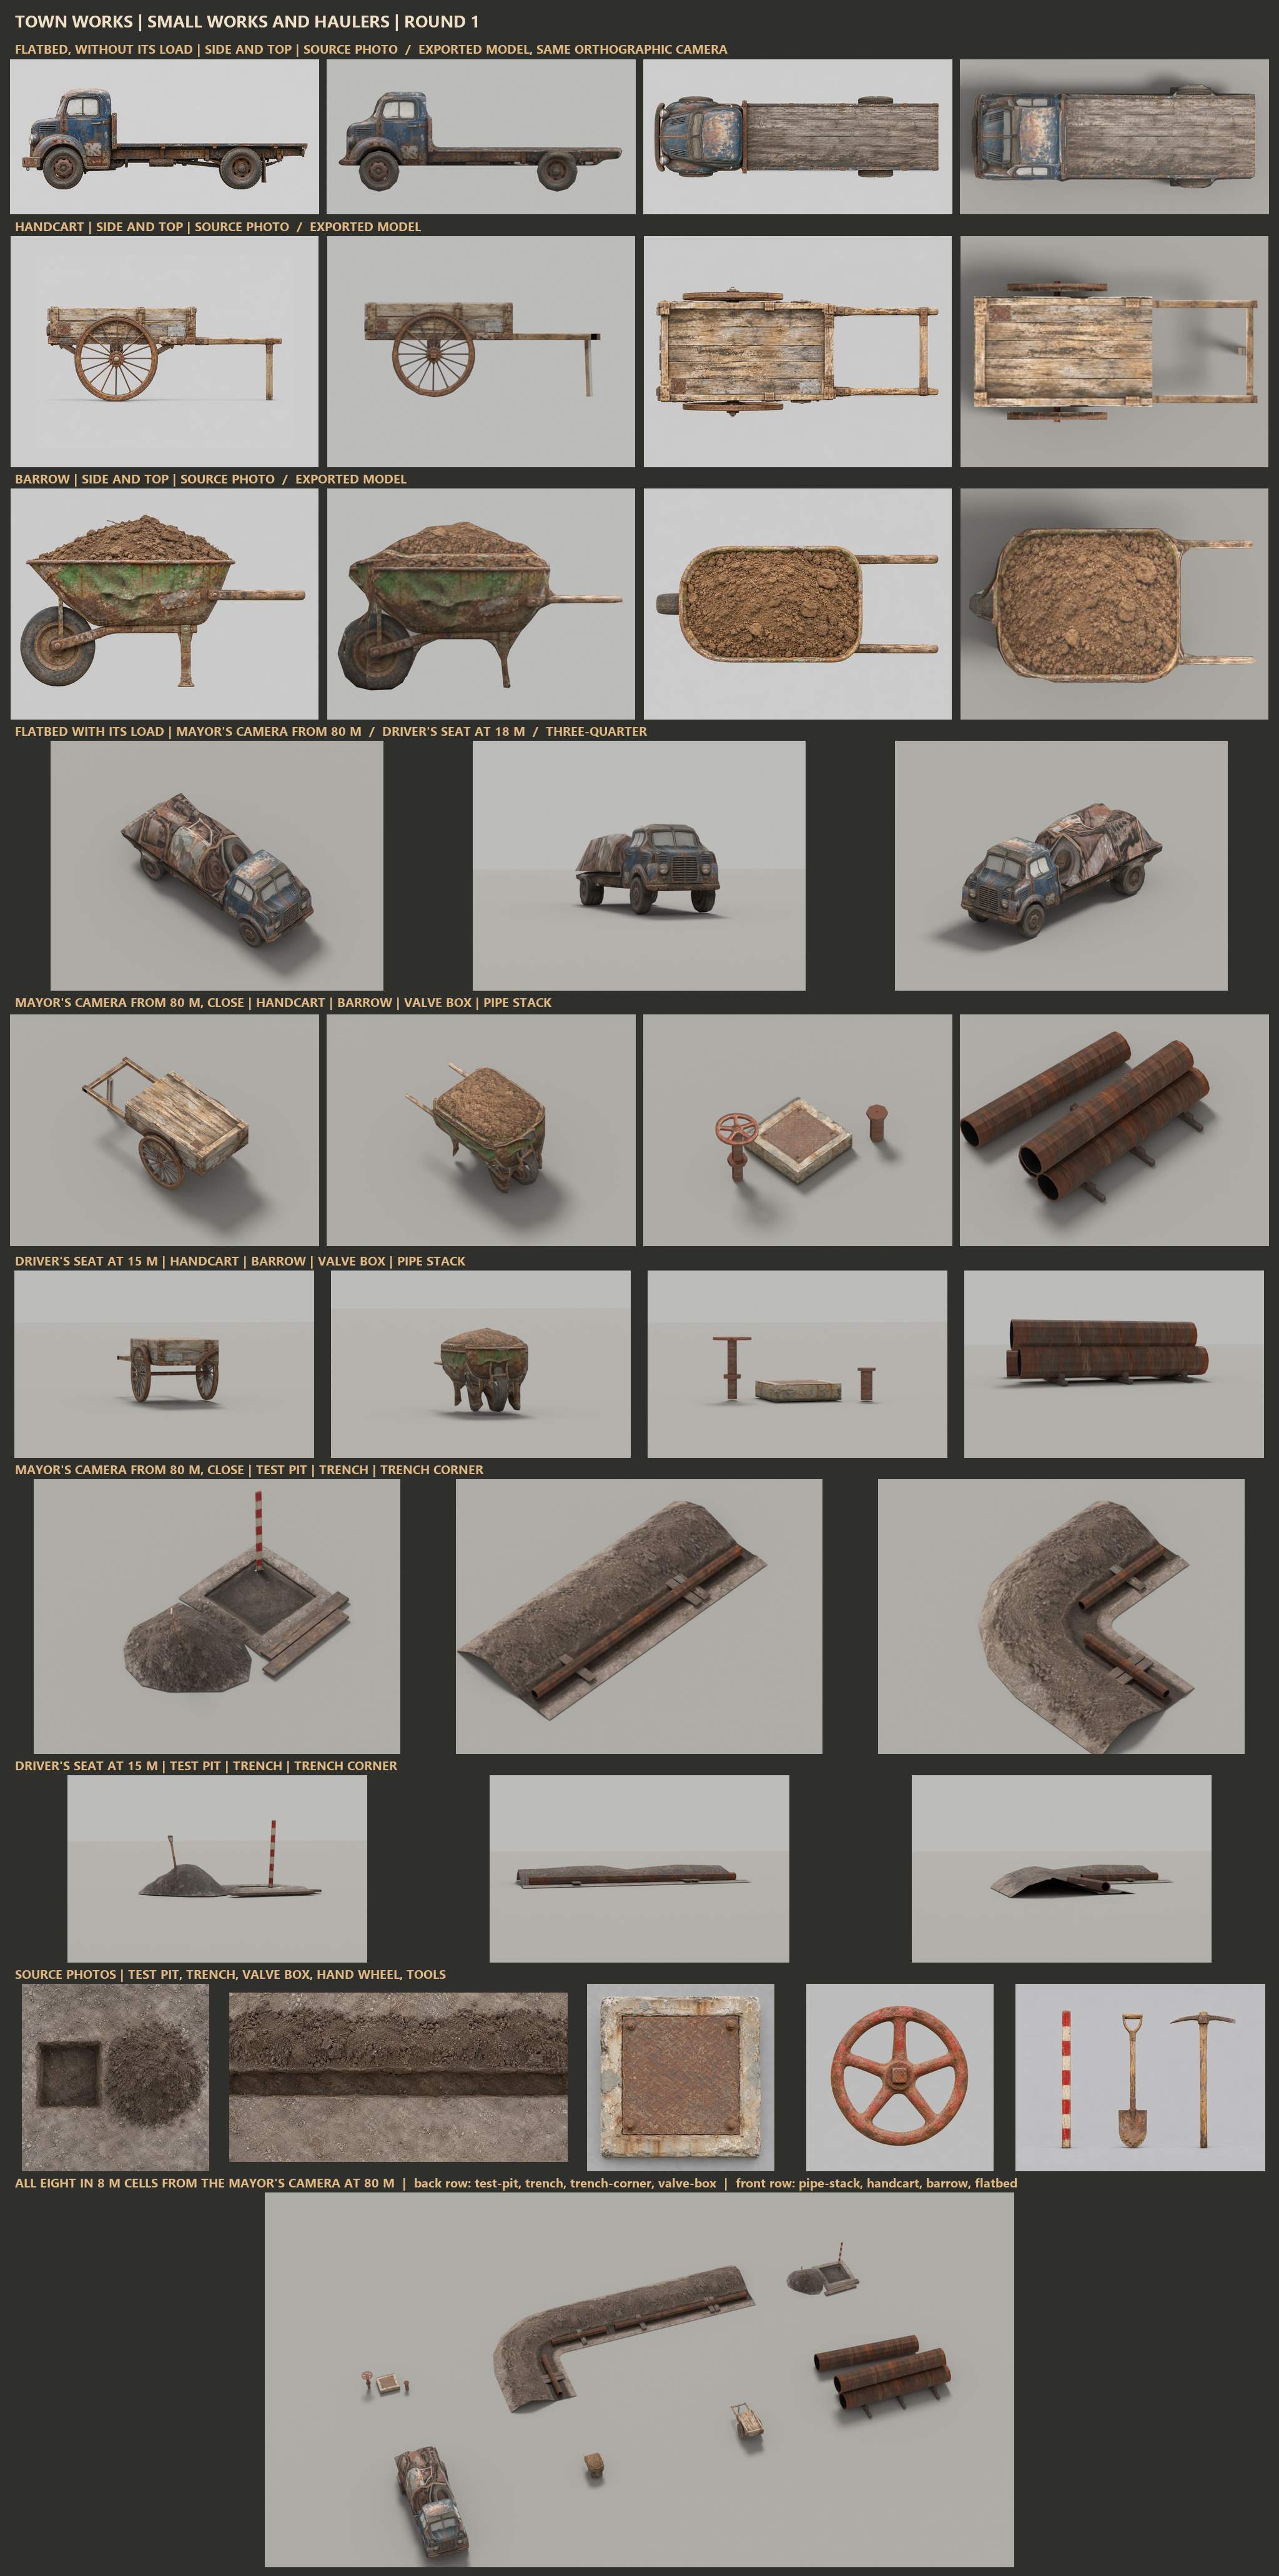 TOWN WORKS | SMALL WORKS AND HAULERS | ROUND 1
FLATBED, WITHOUT ITS LOAD | SIDE AND TOP | SOURCE PHOTO / EXPORTED MODEL, SAME ORTHOGRAPHIC CAMERA
HANDCART | SIDE AND TOP | SOURCE PHOTO / EXPORTED MODEL
BARROW | SIDE AND TOP | SOURCE PHOTO / EXPORTED MODEL
FLATBED WITH ITS LOAD | MAYOR'S CAMERA FROM 80 M / DRIVER'S SEAT AT 18 M / THREE-QUARTER
MAYOR'S CAMERA FROM 80 M, CLOSE | HANDCART | BARROW | VALVE BOX | PIPE STACK
DRIVER'S SEAT AT 15 M | HANDCART | BARROW | VALVE BOX | PIPE STACK
MAYOR'S CAMERA FROM 80 M, CLOSE | TEST PIT | TRENCH | TRENCH CORNER
DRIVER'S SEAT AT 15 M | TEST PIT | TRENCH | TRENCH CORNER
SOURCE PHOTOS | TEST PIT, TRENCH, VALVE BOX, HAND WHEEL, TOOLS
ALL EIGHT IN 8 M CELLS FROM THE MAYOR'S CAMERA AT 80 M | back row: test-pit, trench, trench-corner, valve-box | front row: pipe-stack, handcart, barrow, flatbed